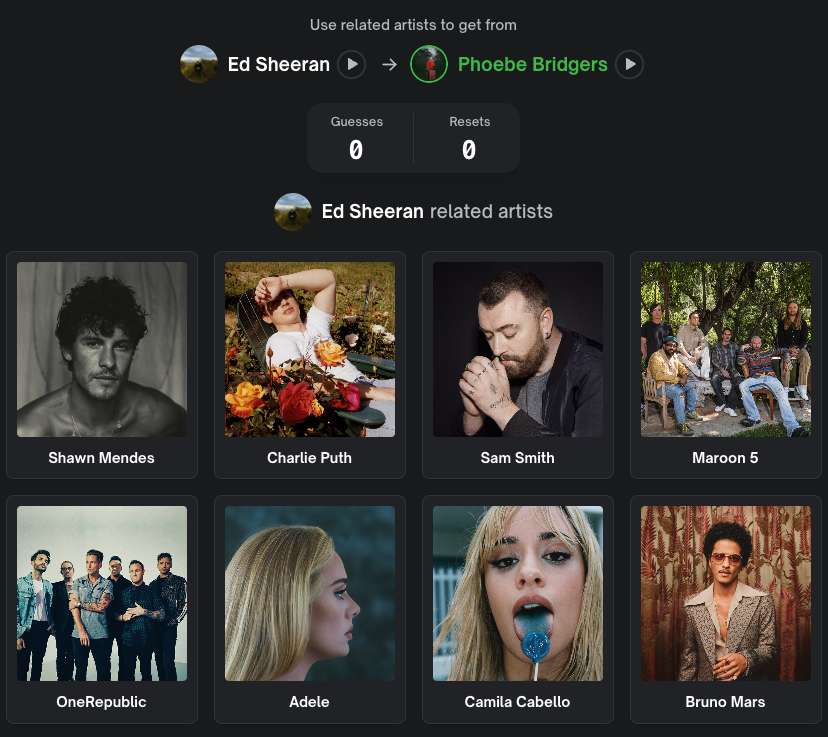 Use related artists to get from
Ed Sheeran → Phoebe Bridgers
Guesses Resets
0 0
Ed Sheeran related artists
Shawn Mendes Charlie Puth Sam Smith Maroon 5
OneRepublic Adele Camila Cabello Bruno Mars